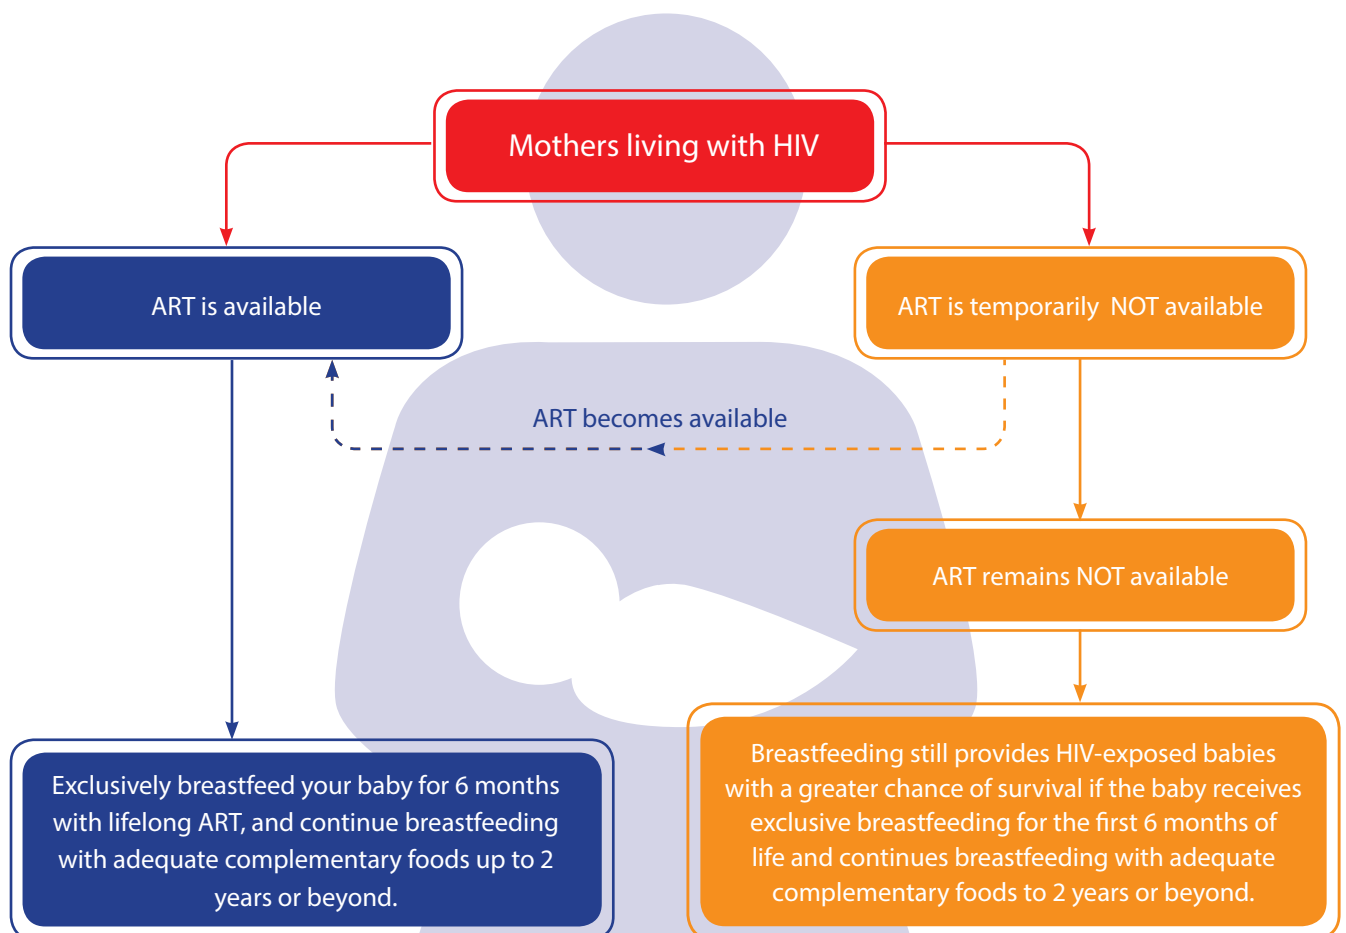 Mothers living with HIV
ART is available
ART is temporarily NOT available
ART becomes available
ART remains NOT available
Exclusively breastfeed your baby for 6 months
with lifelong ART, and continue breastfeeding
with adequate complementary foods up to 2
years or beyond.
Breastfeeding still provides HIV-exposed babies
with a greater chance of survival if the baby receives
exclusive breastfeeding for the first 6 months of
life and continues breastfeeding with adequate
complementary foods to 2 years or beyond.